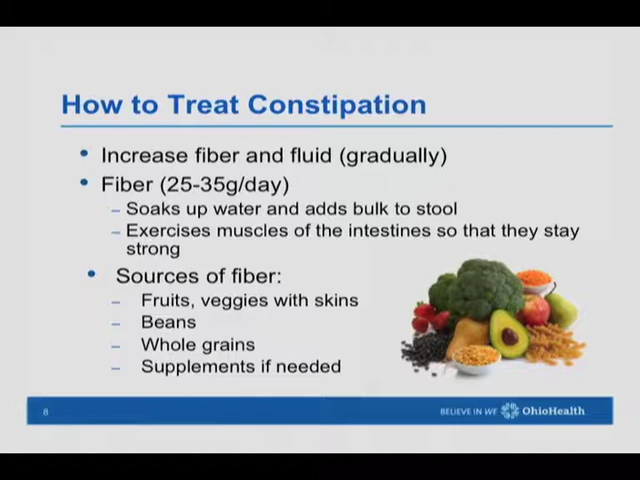 How to Treat Constipation
• Increase fiber and fluid (gradually)
• Fiber (25-35g/day)
– Soaks up water and adds bulk to stool
– Exercises muscles of the intestines so that they stay
strong
• Sources of fiber:
– Fruits, veggies with skins
– Beans
– Whole grains
– Supplements if needed
8
BELIEVE IN WE OhioHealth